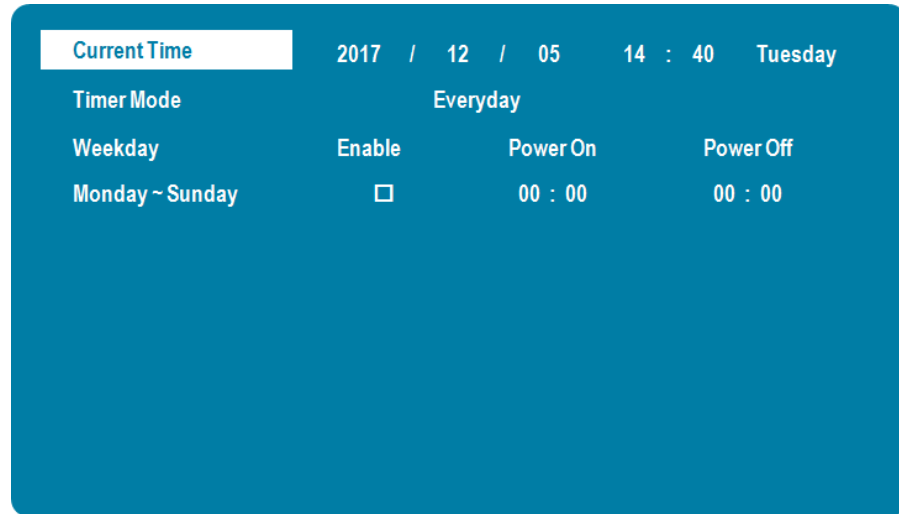 Current Time 2017 / 12 / 05 14 : 40 Tuesday
Timer Mode Everyday
Weekday Enable Power On Power Off
Monday ~ Sunday 00 : 00 00 : 00